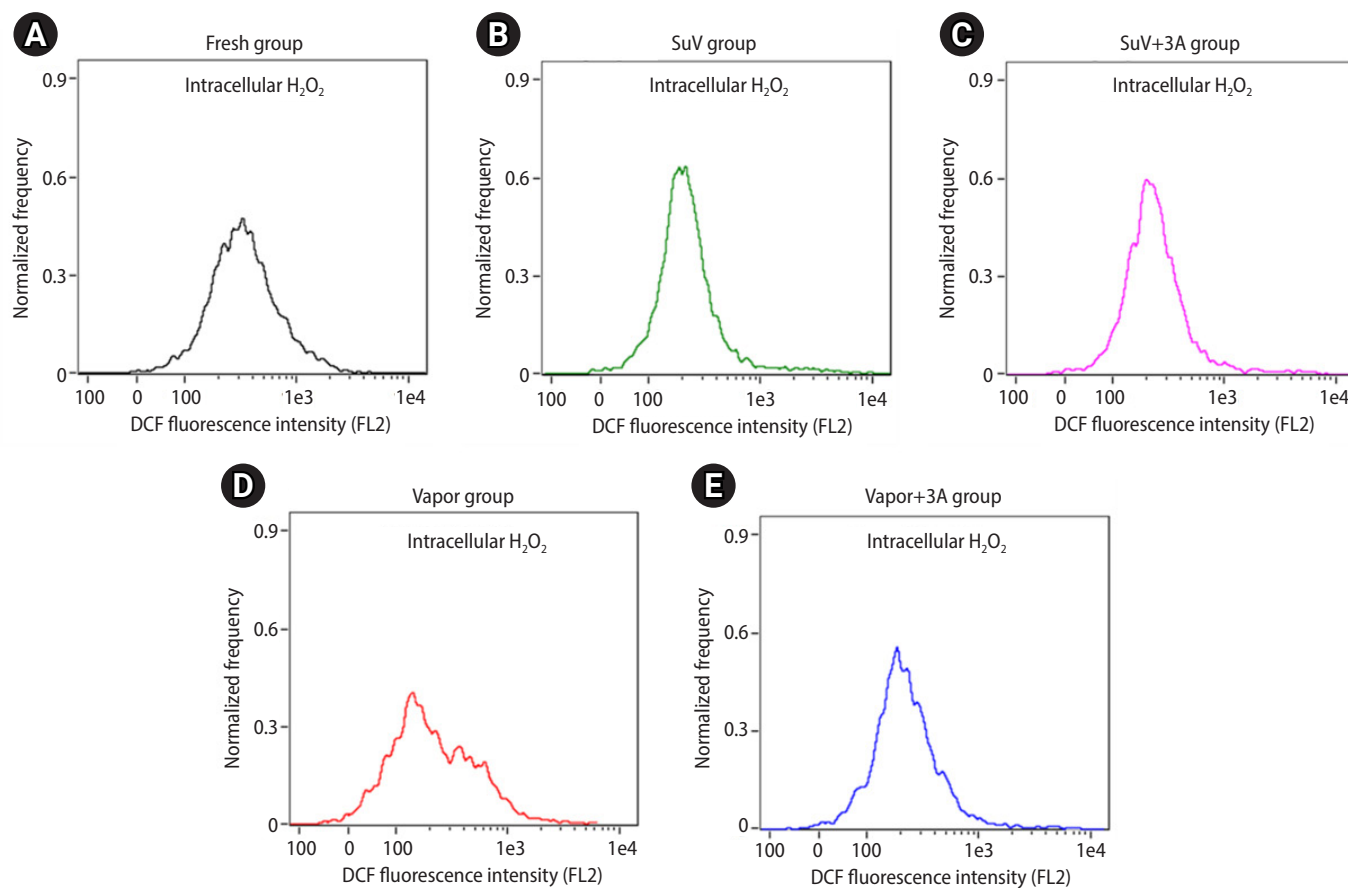 A
Fresh group
Intracellular H₂O₂
Normalized frequency
0.9
0.6
0.3
0
100 0 100 1e3 1e4
DCF fluorescence intensity (FL2)
B
SuV group
Intracellular H₂O₂
Normalized frequency
0.9
0.6
0.3
0
100 0 100 1e3 1e4
DCF fluorescence intensity (FL2)
C
SuV+3A group
Intracellular H₂O₂
Normalized frequency
0.9
0.6
0.3
0
100 0 100 1e3 1e4
DCF fluorescence intensity (FL2)
D
Vapor group
Intracellular H₂O₂
Normalized frequency
0.9
0.6
0.3
0
100 0 100 1e3 1e4
DCF fluorescence intensity (FL2)
E
Vapor+3A group
Intracellular H₂O₂
Normalized frequency
0.9
0.6
0.3
0
100 0 100 1e3 1e4
DCF fluorescence intensity (FL2)